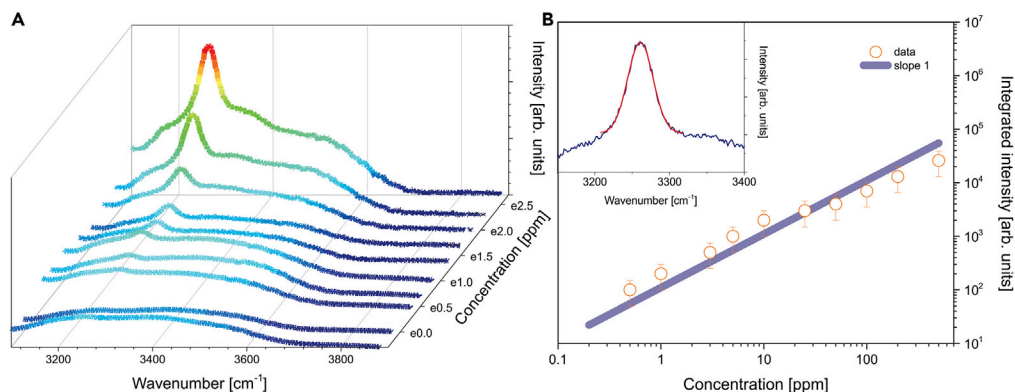 A
Intensity [arb. units]
e2.5
e2.0
e1.5
e1.0
e0.5
e0.0
Concentration [ppm]
3200
3400
3600
3800
Wavenumber [cm⁻¹]
B
Intensity [arb. units]
3200
3300
3400
Wavenumber [cm⁻¹]
data
slope 1
10⁷
10⁶
10⁵
10⁴
10³
10²
10¹
Integrated intensity [arb. units]
0.1
1
10
100
Concentration [ppm]